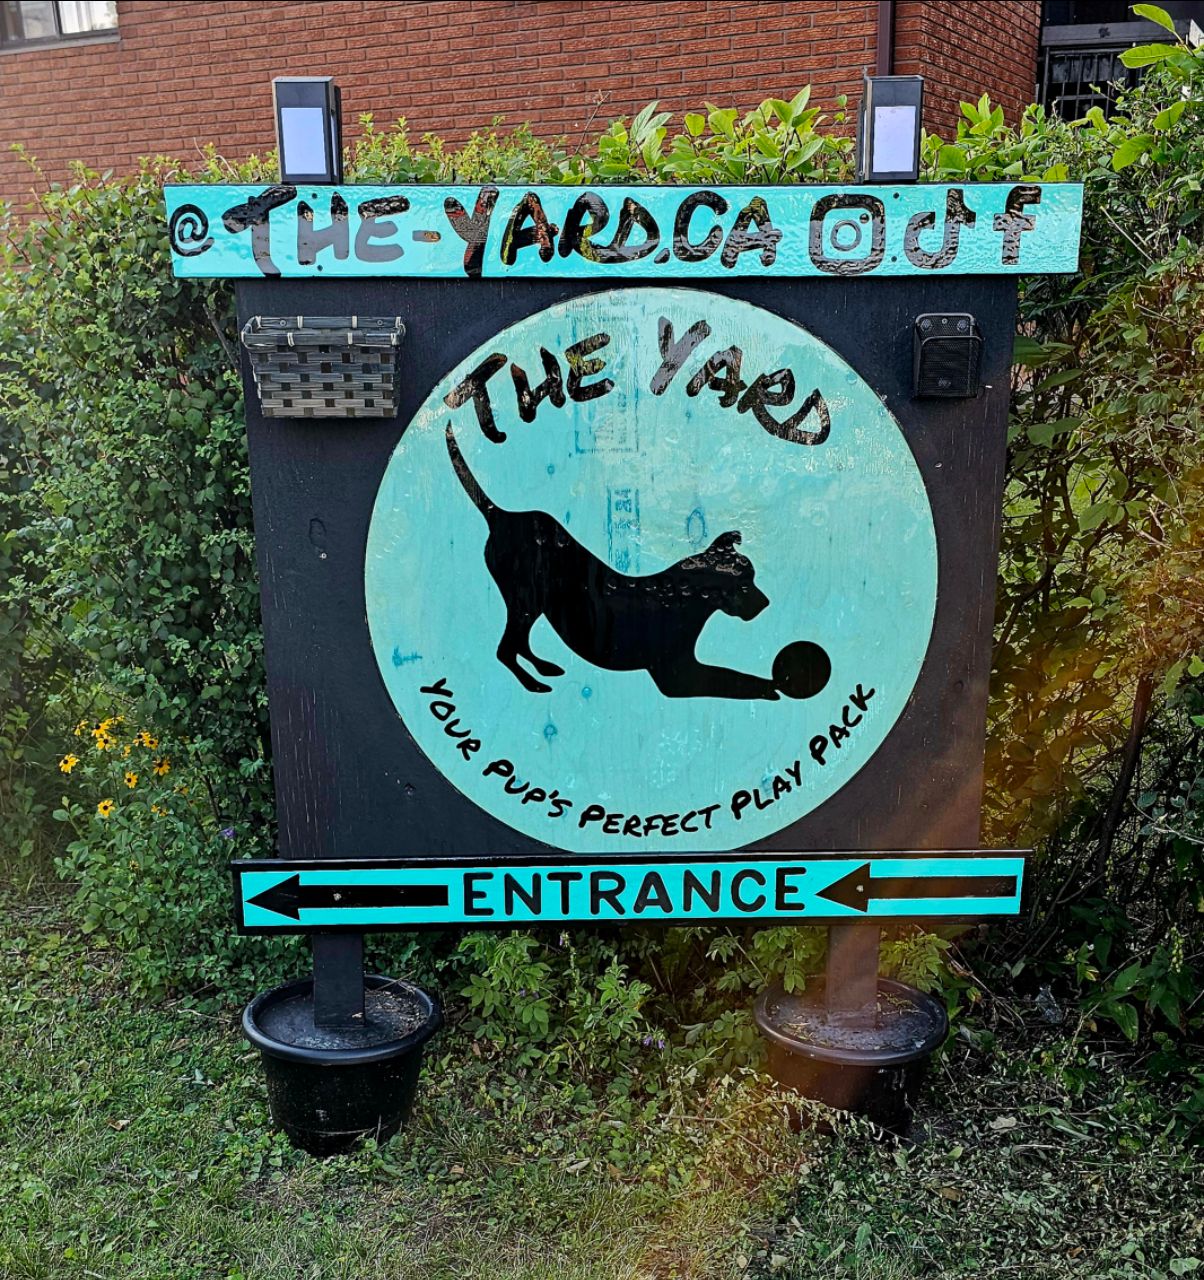 @THE-YARD.CA
THE YARD
YOUR PUP'S PERFECT PLAY PACK
ENTRANCE